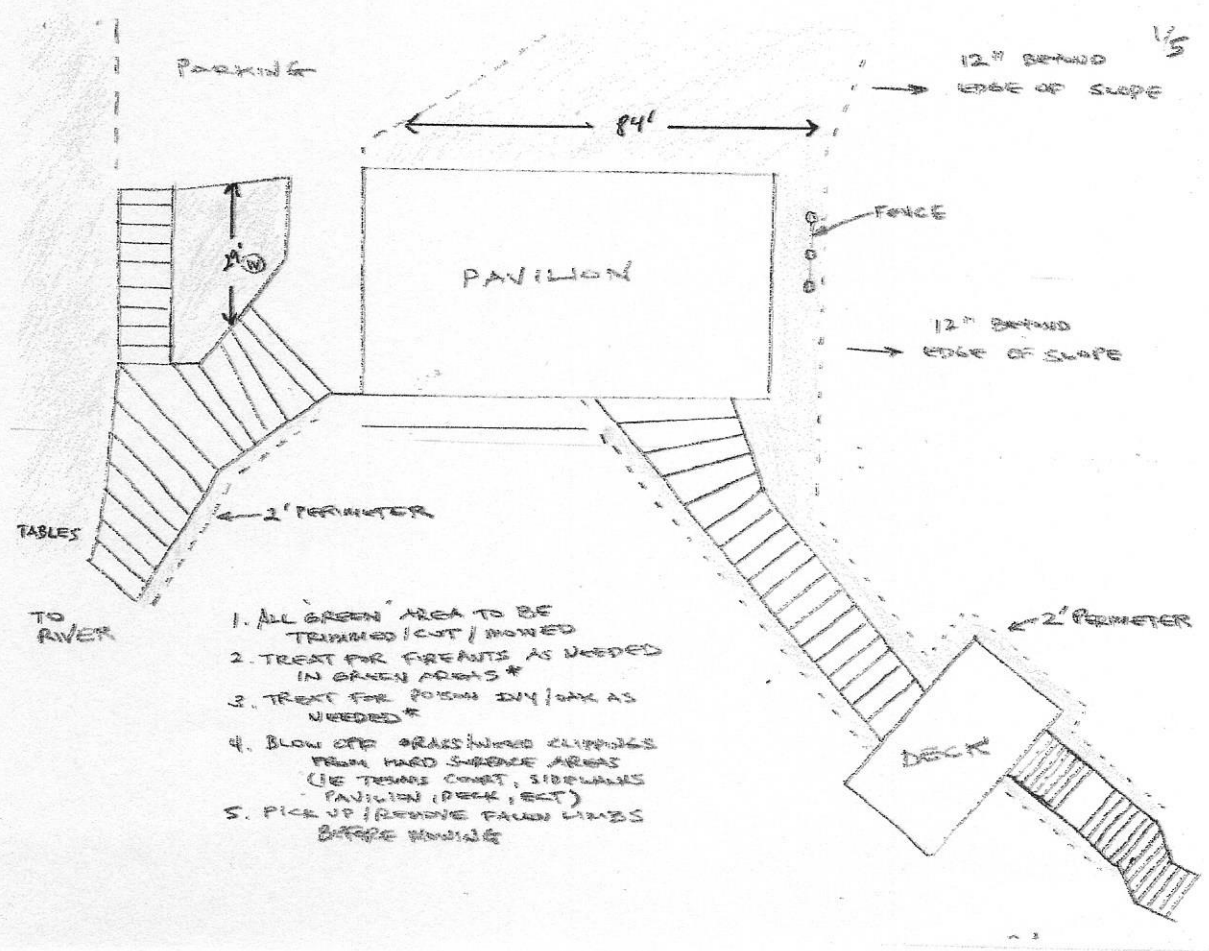 1/5
PARKING
12" BEYOND
EDGE OF SLOPE
84'
FENCE
29' W
PAVILION
12" BEYOND
EDGE OF SLOPE
2' PERIMETER
TABLES
TO
RIVER
2' PERIMETER
DECK
1. ALL "GREEN" AREA TO BE
TRIMMED / CUT / MOWED
2. TREAT FOR FIREANTS AS NEEDED
IN GREEN AREAS*
3. TREAT FOR POISON IVY/OAK AS
NEEDED*
4. BLOW OFF GRASS/WEED CLIPPINGS
FROM HARD SURFACE AREAS
(IE TENNIS COURT, SIDEWALKS
PAVILION, DECK, ECT)
5. PICK UP / REMOVE FALLEN LIMBS
BEFORE MOWING